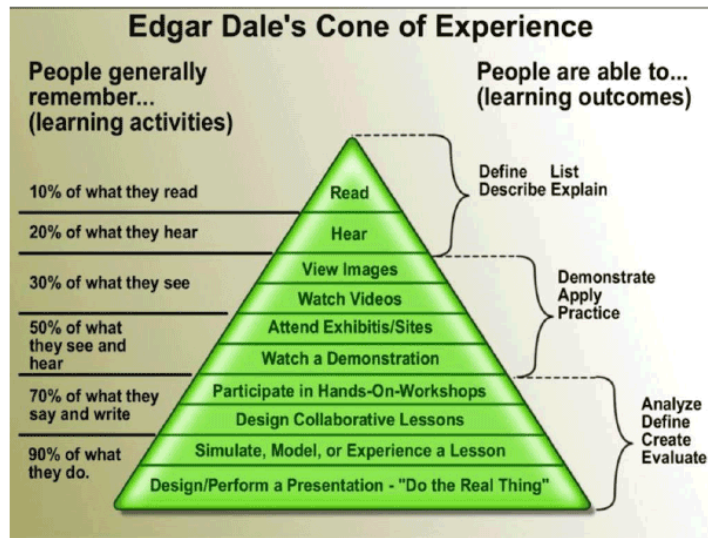 Edgar Dale's Cone of Experience
People generally
remember...
(learning activities)
People are able to...
(learning outcomes)
10% of what they read
20% of what they hear
30% of what they see
50% of what
they see and
hear
70% of what they
say and write
90% of what
they do.
Read
Hear
View Images
Watch Videos
Attend Exhibitis/Sites
Watch a Demonstration
Participate in Hands-On-Workshops
Design Collaborative Lessons
Simulate, Model, or Experience a Lesson
Design/Perform a Presentation - "Do the Real Thing"
Define List
Describe Explain
Demonstrate
Apply
Practice
Analyze
Define
Create
Evaluate